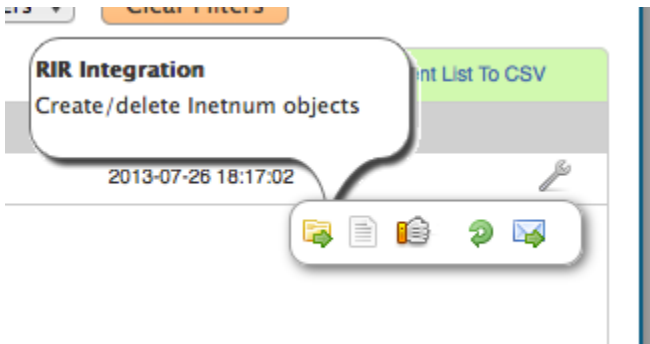 Clear Filters
RIR Integration
ent List To CSV
Create/delete Inetnum objects
2013-07-26 18:17:02